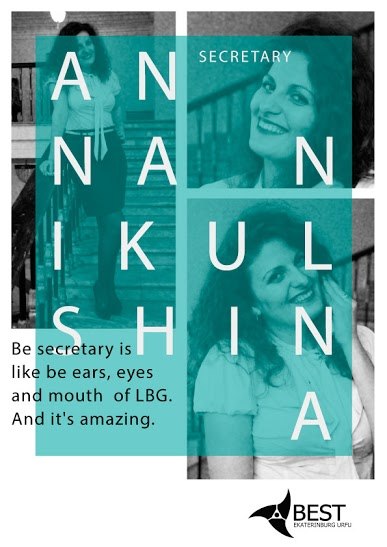 SECRETARY
A N
N A N
I K U L
S H I N
A
Be secretary is
like be ears, eyes
and mouth of LBG.
And it's amazing.
BEST
EKATERINBURG URFU